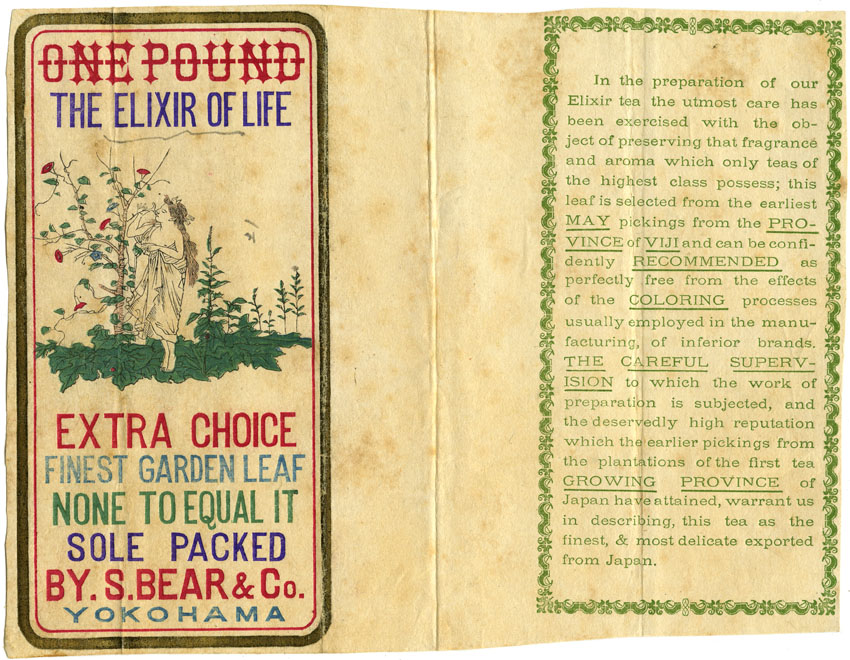 ONE POUND
THE ELIXIR OF LIFE
EXTRA CHOICE
FINEST GARDEN LEAF
NONE TO EQUAL IT
SOLE PACKED
BY. S. BEAR & Co.
YOKOHAMA
In the preparation of our
Elixir tea the utmost care has
been exercised with the ob-
ject of preserving that fragrance
and aroma which only teas of
the highest class possess; this
leaf is selected from the earliest
MAY pickings from the PRO-
VINCE of VIJI and can be confi-
dently RECOMMENDED as
perfectly free from the effects
of the COLORING processes
usually employed in the manu-
facturing, of inferior brands.
THE CAREFUL SUPERV-
ISION to which the work of
preparation is subjected, and
the deservedly high reputation
which the earlier pickings from
the plantations of the first tea
GROWING PROVINCE of
Japan have attained, warrant us
in describing, this tea as the
finest, & most delicate exported
from Japan.